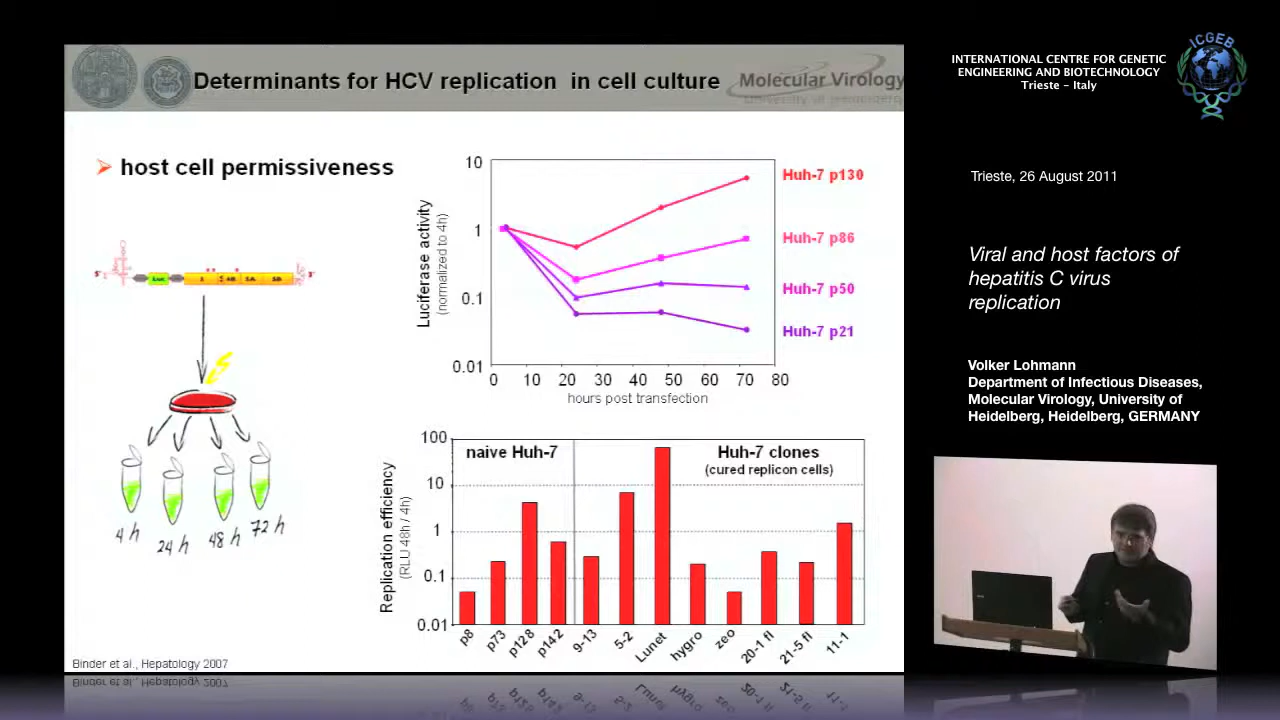 Determinants for HCV replication in cell culture
Molecular Virology
host cell permissiveness
Luc
5'
3'
4 h
24 h
48 h
72 h
Luciferase activity
(normalized to 4h)
10
1
0.1
0.01
0 10 20 30 40 50 60 70 80
hours post transfection
Huh-7 p130
Huh-7 p86
Huh-7 p50
Huh-7 p21
Replication efficiency
(RLU 48h / 4h)
100
10
1
0.1
0.01
naive Huh-7
Huh-7 clones
(cured replicon cells)
p8 p73 p128 p142 9-13 5-2 Lunet hygro zeo 20-1 fl 21-5 fl 11-1
Binder et al., Hepatology 2007
INTERNATIONAL CENTRE FOR GENETIC
ENGINEERING AND BIOTECHNOLOGY
Trieste - Italy
ICGEB
Trieste, 26 August 2011
Viral and host factors of
hepatitis C virus
replication
Volker Lohmann
Department of Infectious Diseases,
Molecular Virology, University of
Heidelberg, Heidelberg, GERMANY